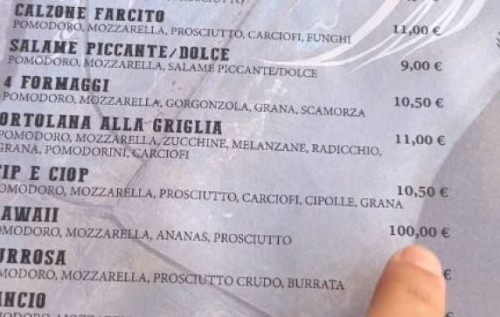 CALZONE FARCITO
POMODORO, MOZZARELLA, PROSCIUTTO, CARCIOFI, FUNGHI 11,00 €
SALAME PICCANTE/DOLCE
POMODORO, MOZZARELLA, SALAME PICCANTE/DOLCE 9,00 €
4 FORMAGGI
POMODORO, MOZZARELLA, GORGONZOLA, GRANA, SCAMORZA 10,50 €
ORTOLANA ALLA GRIGLIA
POMODORO, MOZZARELLA, ZUCCHINE, MELANZANE, RADICCHIO, 11,00 €
GRANA, POMODORINI, CARCIOFI
CIP E CIOP
OMODORO, MOZZARELLA, PROSCIUTTO, CARCIOFI, CIPOLLE, GRANA 10,50 €
AWAII
OMODORO, MOZZARELLA, ANANAS, PROSCIUTTO 100,00 €
URROSA
MODORO, MOZZARELLA, PROSCIUTTO CRUDO, BURRATA €
NCIO